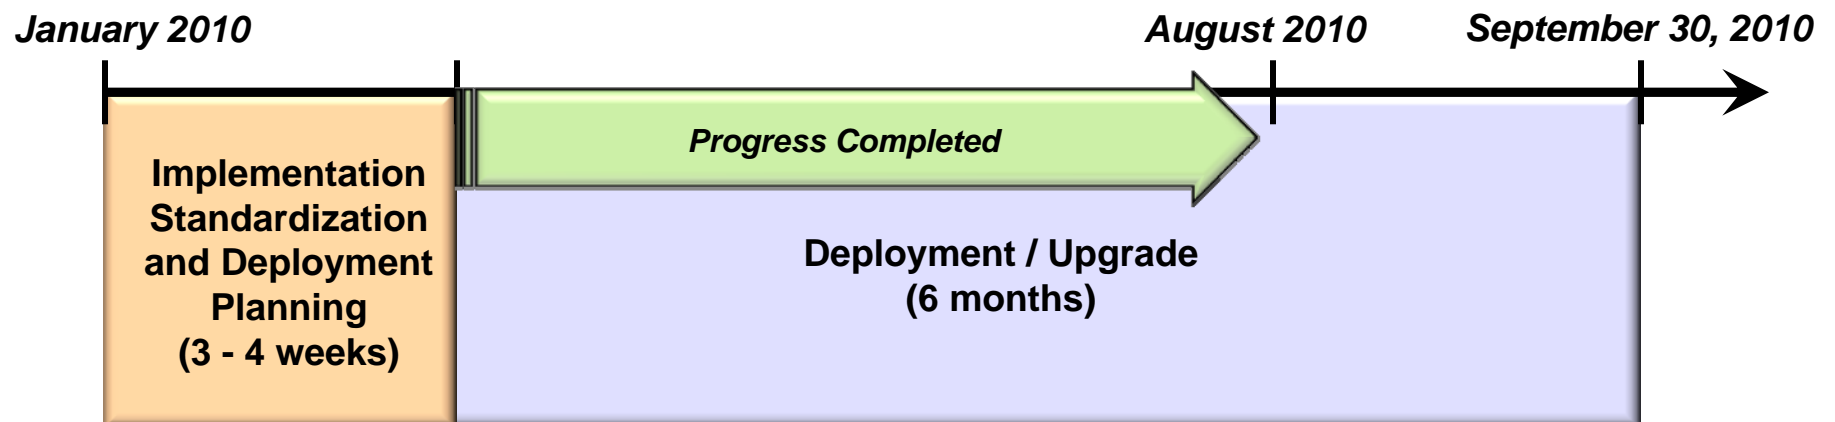 January 2010
August 2010
September 30, 2010
Progress Completed
Implementation
Standardization
and Deployment
Planning
(3 - 4 weeks)
Deployment / Upgrade
(6 months)